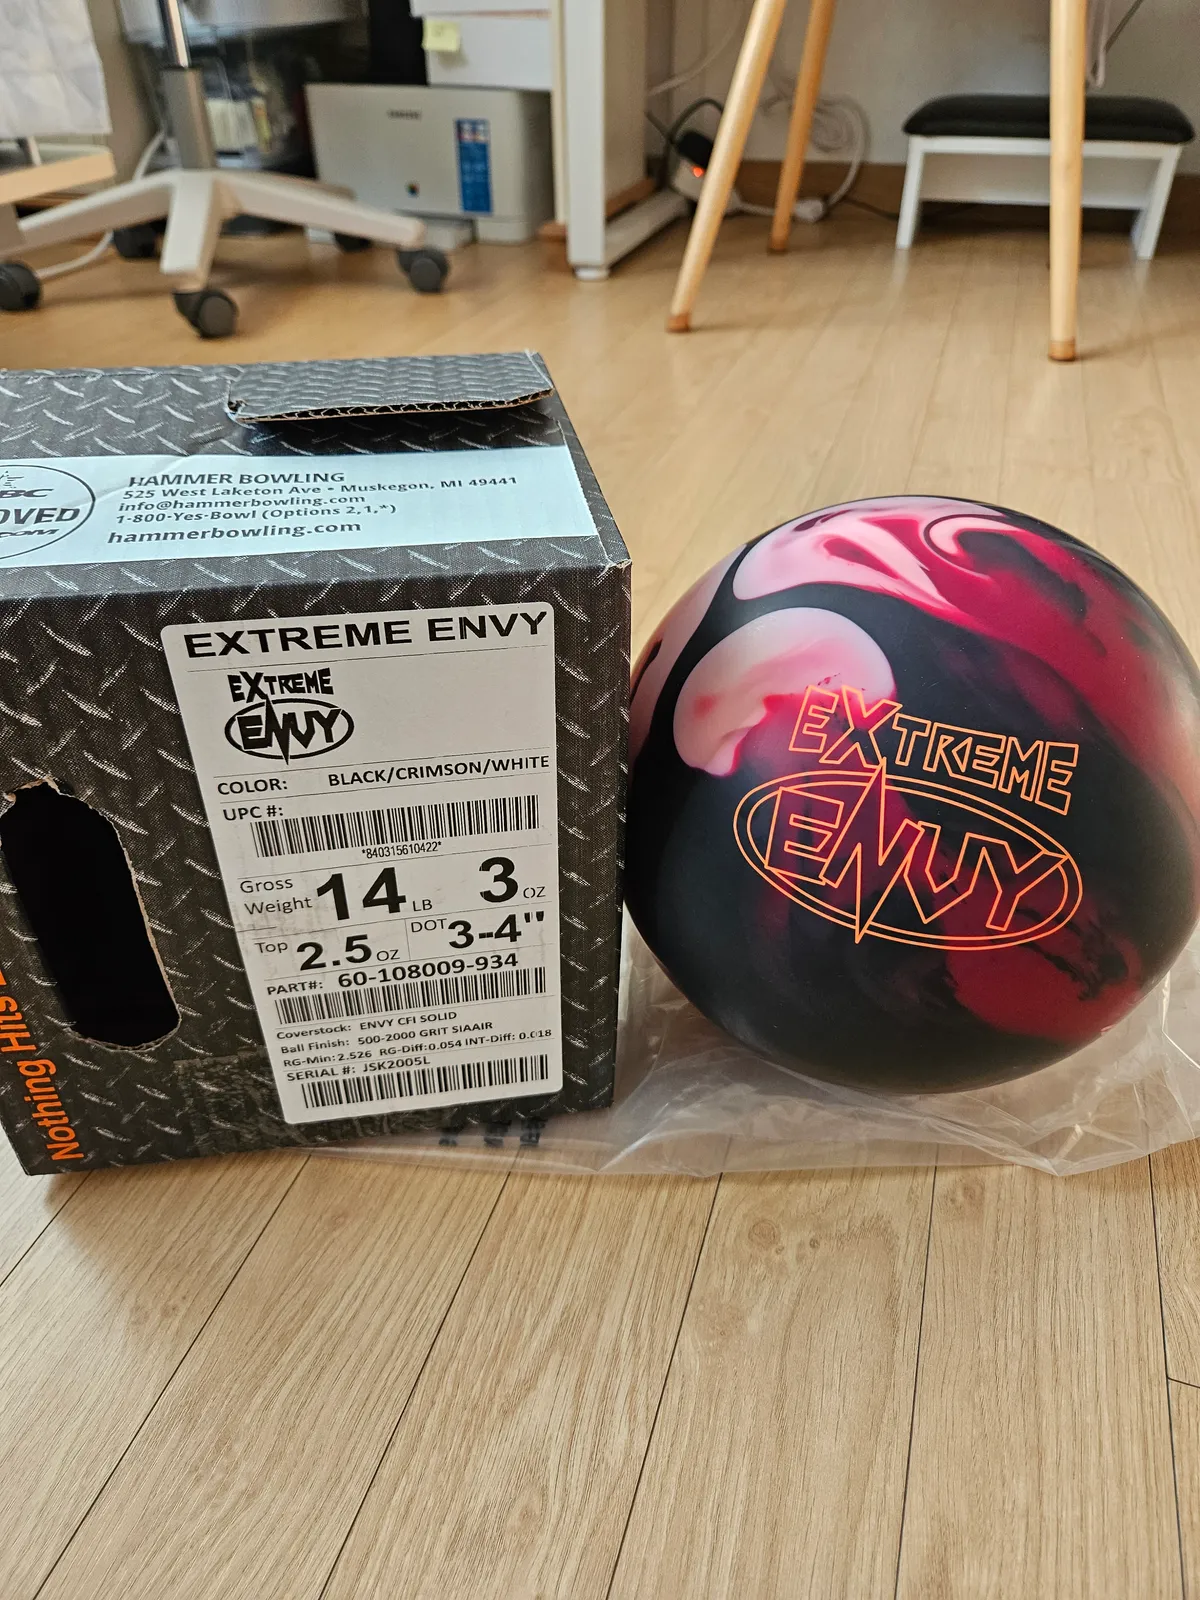 SAMSUNG
HAMMER BOWLING
525 West Laketon Ave • Muskegon, MI 49441
info@hammerbowling.com
1-800-Yes-Bowl (Options 2,1,*)
hammerbowling.com
EXTREME ENVY
EXTREME
ENVY
COLOR: BLACK/CRIMSON/WHITE
UPC #:
*840315610422*
Gross Weight 14 LB 3 OZ
Top 2.5 OZ DOT 3-4"
PART#: 60-108009-934
Coverstock: ENVY CFI SOLID
Ball Finish: 500-2000 GRIT SIAAIR
RG-Min: 2.526 RG-Diff: 0.054 INT-Diff: 0.018
SERIAL #: JSK2005L
Nothing Hits
EXTREME
ENVY